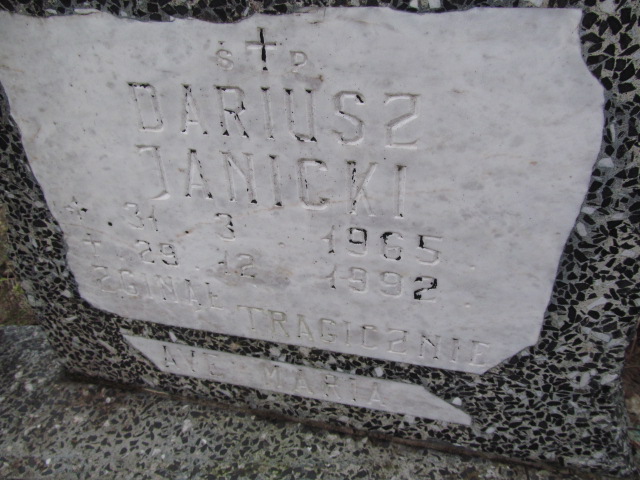 Ś P
DARIUSZ
JANICKI
* 31 3 1965
+ 29 12 1992
ZGINĄŁ TRAGICZNIE
AVE MARIA